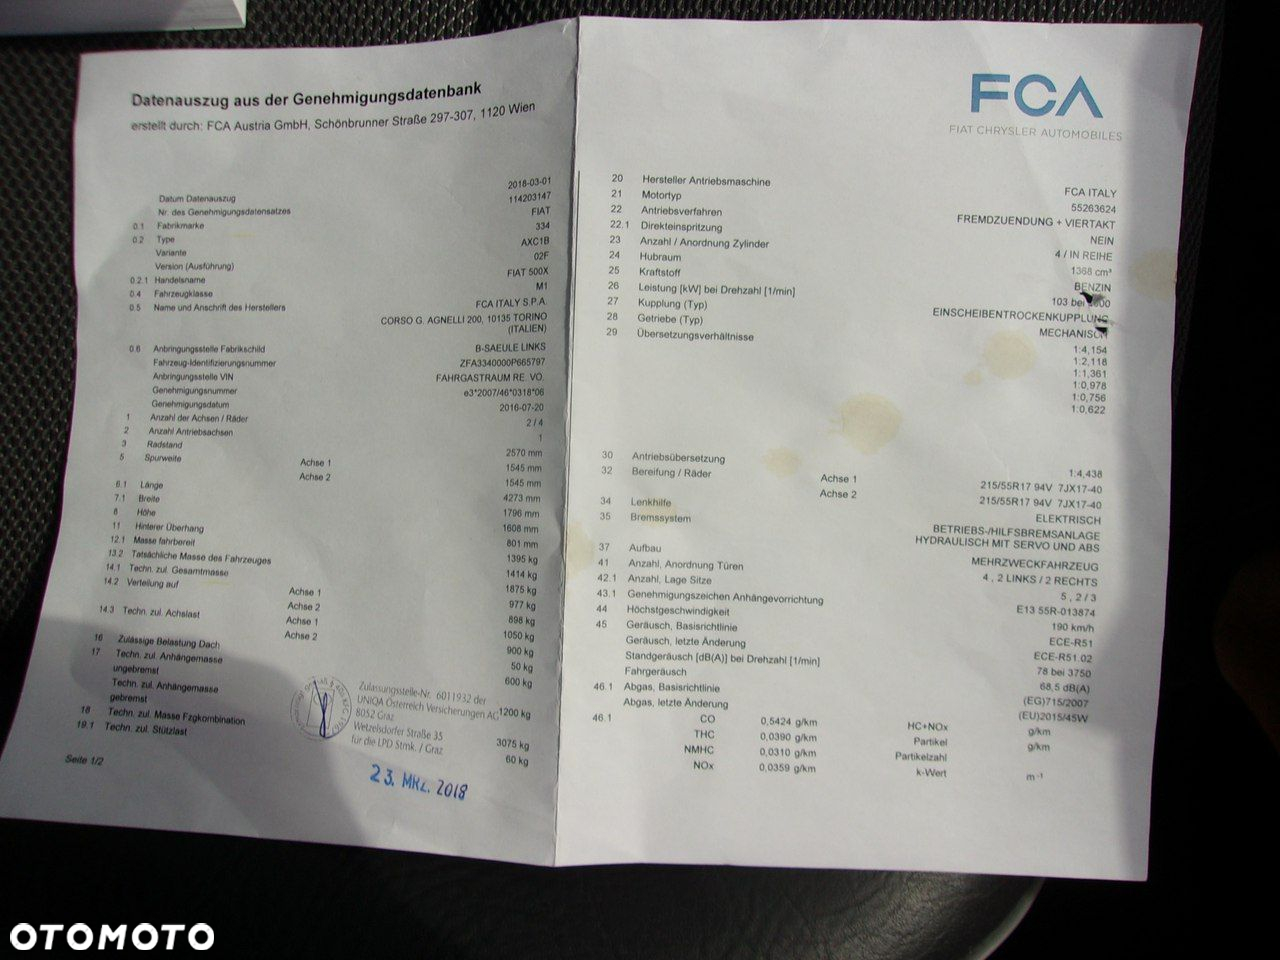 Datenauszug aus der Genehmigungsdatenbank
erstellt durch: FCA Austria GmbH, Schönbrunner Straße 297-307, 1120 Wien
Datum Datenauszug 2018-03-01
Nr. des Genehmigungsdatensatzes 114203147
0.1 Fabrikmarke FIAT
0.2 Type 334
Variante AXC1B
Version (Ausführung) 02F
0.2.1 Handelsname FIAT 500X
0.4 Fahrzeugklasse M1
0.5 Name und Anschrift des Herstellers FCA ITALY S.P.A.
CORSO G. AGNELLI 200, 10135 TORINO
(ITALIEN)
0.6 Anbringungsstelle Fabrikschild B-SAEULE LINKS
Fahrzeug-Identifizierungsnummer ZFA3340000P665797
Anbringungsstelle VIN FAHRGASTRAUM RE. VO.
Genehmigungsnummer e3*2007/46*0318*06
Genehmigungsdatum 2016-07-20
1 Anzahl der Achsen / Räder 2 / 4
2 Anzahl Antriebsachsen 1
3 Radstand 2570 mm
5 Spurweite Achse 1 1545 mm
Achse 2 1545 mm
6.1 Länge 4273 mm
7.1 Breite 1796 mm
8 Höhe 1608 mm
11 Hinterer Überhang 801 mm
12.1 Masse fahrbereit 1395 kg
13.2 Tatsächliche Masse des Fahrzeuges 1414 kg
14.1 Techn. zul. Gesamtmasse 1875 kg
14.2 Verteilung auf Achse 1 977 kg
Achse 2 898 kg
14.3 Techn. zul. Achslast Achse 1 1050 kg
Achse 2 900 kg
16 Zulässige Belastung Dach 50 kg
17 Techn. zul. Anhängemasse
ungebremst 600 kg
Techn. zul. Anhängemasse
gebremst 1200 kg
18 Techn. zul. Masse Fzgkombination 3075 kg
19.1 Techn. zul. Stützlast 60 kg
Zulassungsstelle-Nr. 6011932 der
UNIQA Österreich Versicherungen AG
8052 Graz
Wetzelsdorfer Straße 35
für die LPD Stmk. / Graz
23. MRZ. 2018
Seite 1/2
FCA
FIAT CHRYSLER AUTOMOBILES
20 Hersteller Antriebsmaschine FCA ITALY
21 Motortyp 55263624
22 Antriebsverfahren FREMDZUENDUNG + VIERTAKT
22.1 Direkteinspritzung NEIN
23 Anzahl / Anordnung Zylinder 4 / IN REIHE
24 Hubraum 1368 cm³
25 Kraftstoff BENZIN
26 Leistung [kW] bei Drehzahl [1/min] 103 bei
27 Kupplung (Typ) EINSCHEIBENTROCKENKUPPLUNG
28 Getriebe (Typ) MECHANISCH
29 Übersetzungsverhältnisse 1:4,154
1:2,118
1:1,361
1:0,978
1:0,756
1:0,622
30 Antriebsübersetzung 1:4,438
32 Bereifung / Räder Achse 1 215/55R17 94V 7JX17-40
Achse 2 215/55R17 94V 7JX17-40
34 Lenkhilfe ELEKTRISCH
35 Bremssystem BETRIEBS-/HILFSBREMSANLAGE
HYDRAULISCH MIT SERVO UND ABS
37 Aufbau MEHRZWECKFAHRZEUG
41 Anzahl, Anordnung Türen 4 , 2 LINKS / 2 RECHTS
42.1 Anzahl, Lage Sitze 5 , 2 / 3
43.1 Genehmigungszeichen Anhängevorrichtung E13 55R-013874
44 Höchstgeschwindigkeit 190 km/h
45 Geräusch, Basisrichtlinie ECE-R51
Geräusch, letzte Änderung ECE-R51.02
Standgeräusch [dB(A)] bei Drehzahl [1/min] 78 bei 3750
Fahrgeräusch 68,5 dB(A)
46.1 Abgas, Basisrichtlinie (EG)715/2007
Abgas, letzte Änderung (EU)2015/45W
46.1 CO 0,5424 g/km HC+NOx g/km
THC 0,0390 g/km Partikel g/km
NMHC 0,0310 g/km Partikelzahl
NOx 0,0359 g/km k-Wert m⁻¹
OTOMOTO